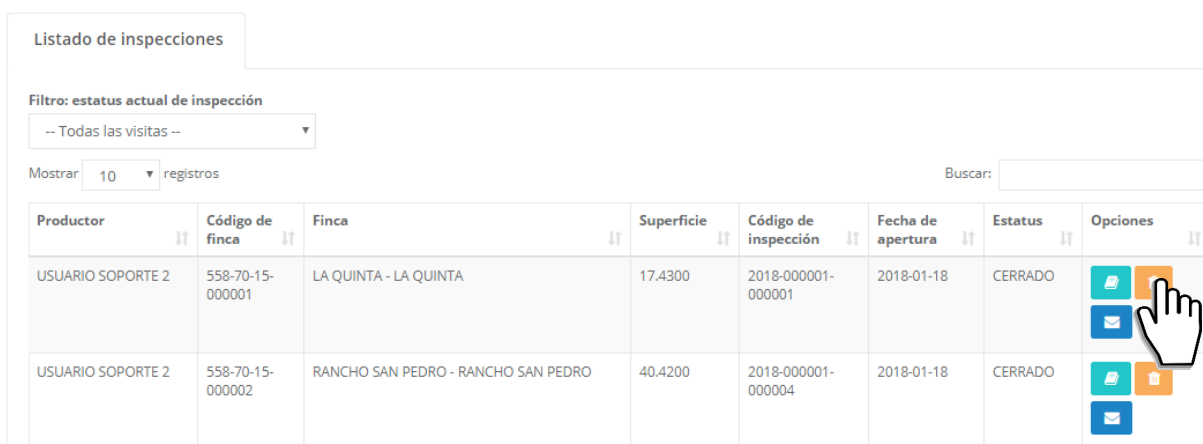 Listado de inspecciones
Filtro: estatus actual de inspección
-- Todas las visitas --
Mostrar 10 registros
Buscar:
Productor Código de finca Finca Superficie Código de inspección Fecha de apertura Estatus Opciones
USUARIO SOPORTE 2 558-70-15-000001 LA QUINTA - LA QUINTA 17.4300 2018-000001-000001 2018-01-18 CERRADO
USUARIO SOPORTE 2 558-70-15-000002 RANCHO SAN PEDRO - RANCHO SAN PEDRO 40.4200 2018-000001-000004 2018-01-18 CERRADO